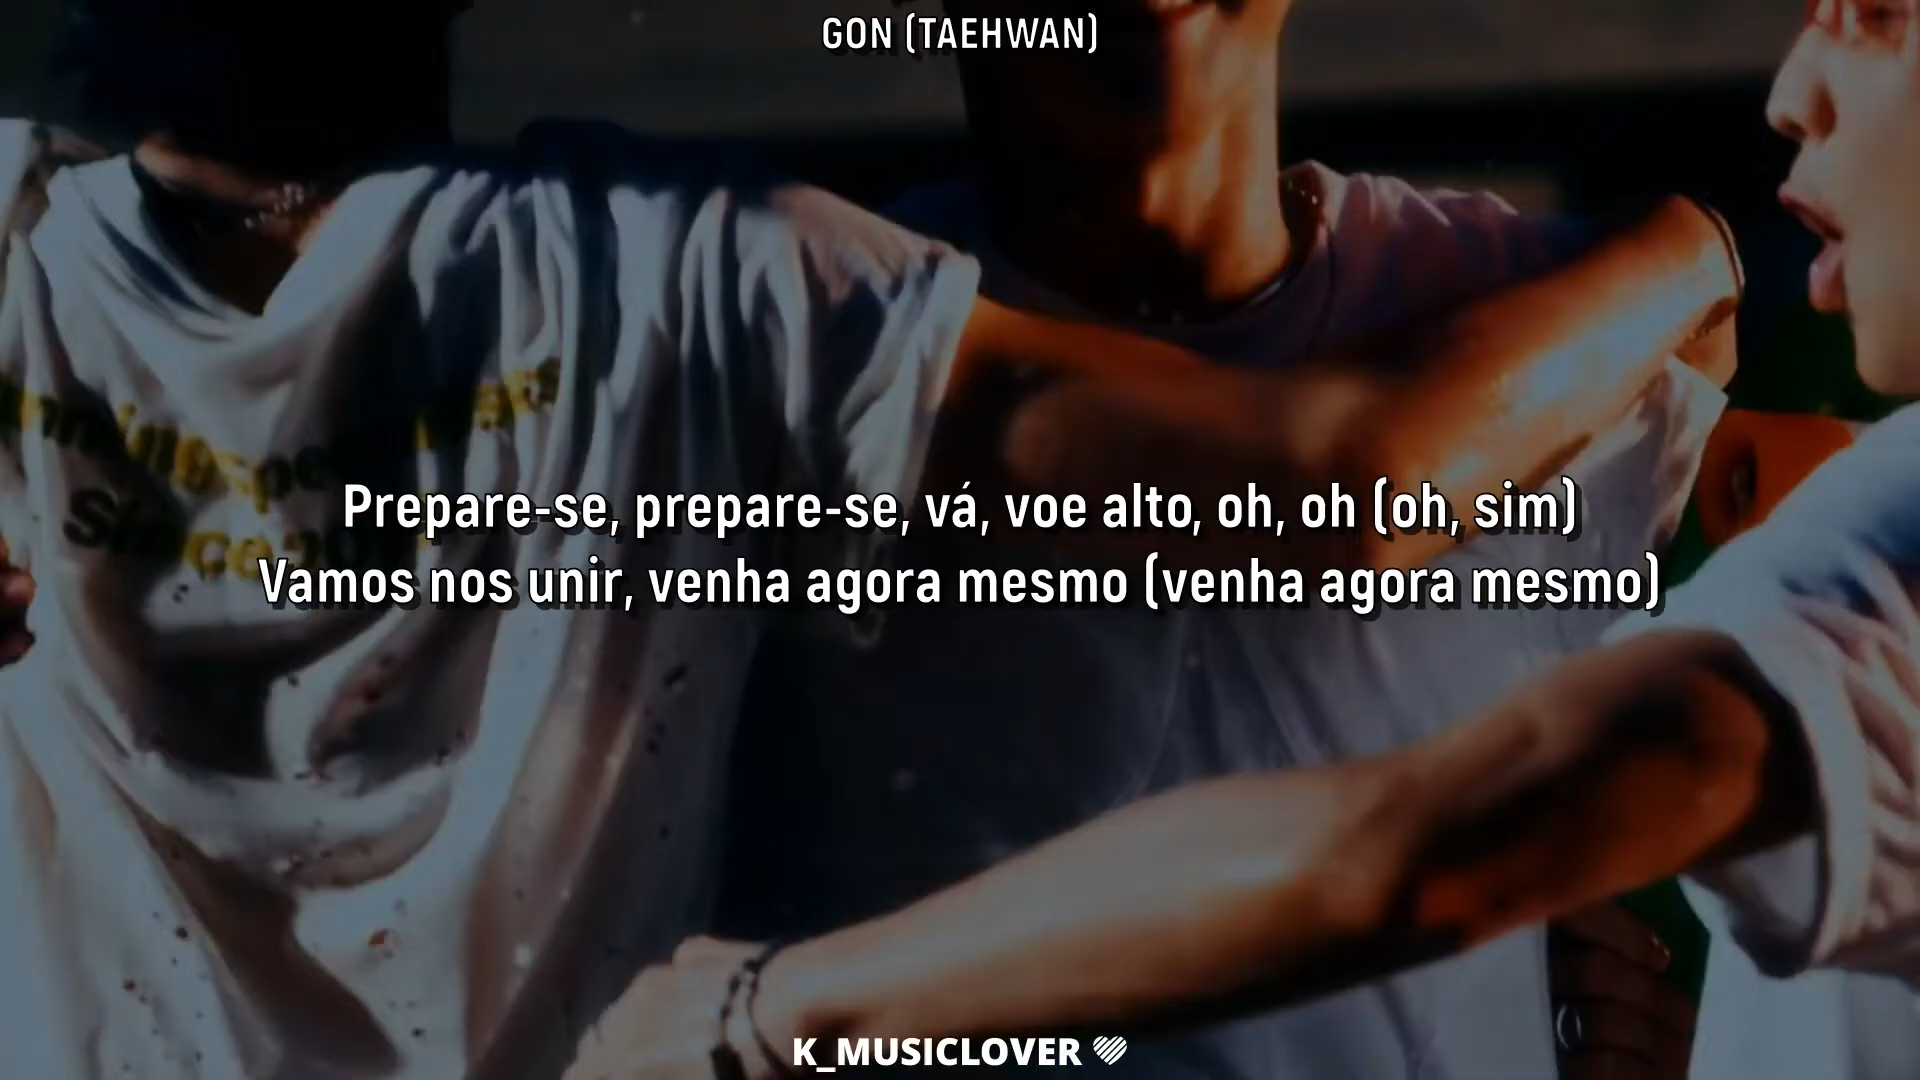 GON (TAEHWAN)
Prepare-se, prepare-se, vá, voe alto, oh, oh (oh, sim)
Vamos nos unir, venha agora mesmo (venha agora mesmo)
K_MUSICLOVER